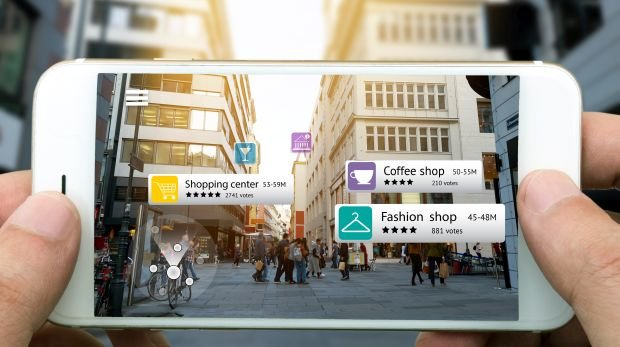 Shopping center 53-59M
★★★★★ 2741 votes
Coffee shop 50-55M
★★★★ 210 votes
Fashion shop 45-48M
★★★★ 881 votes